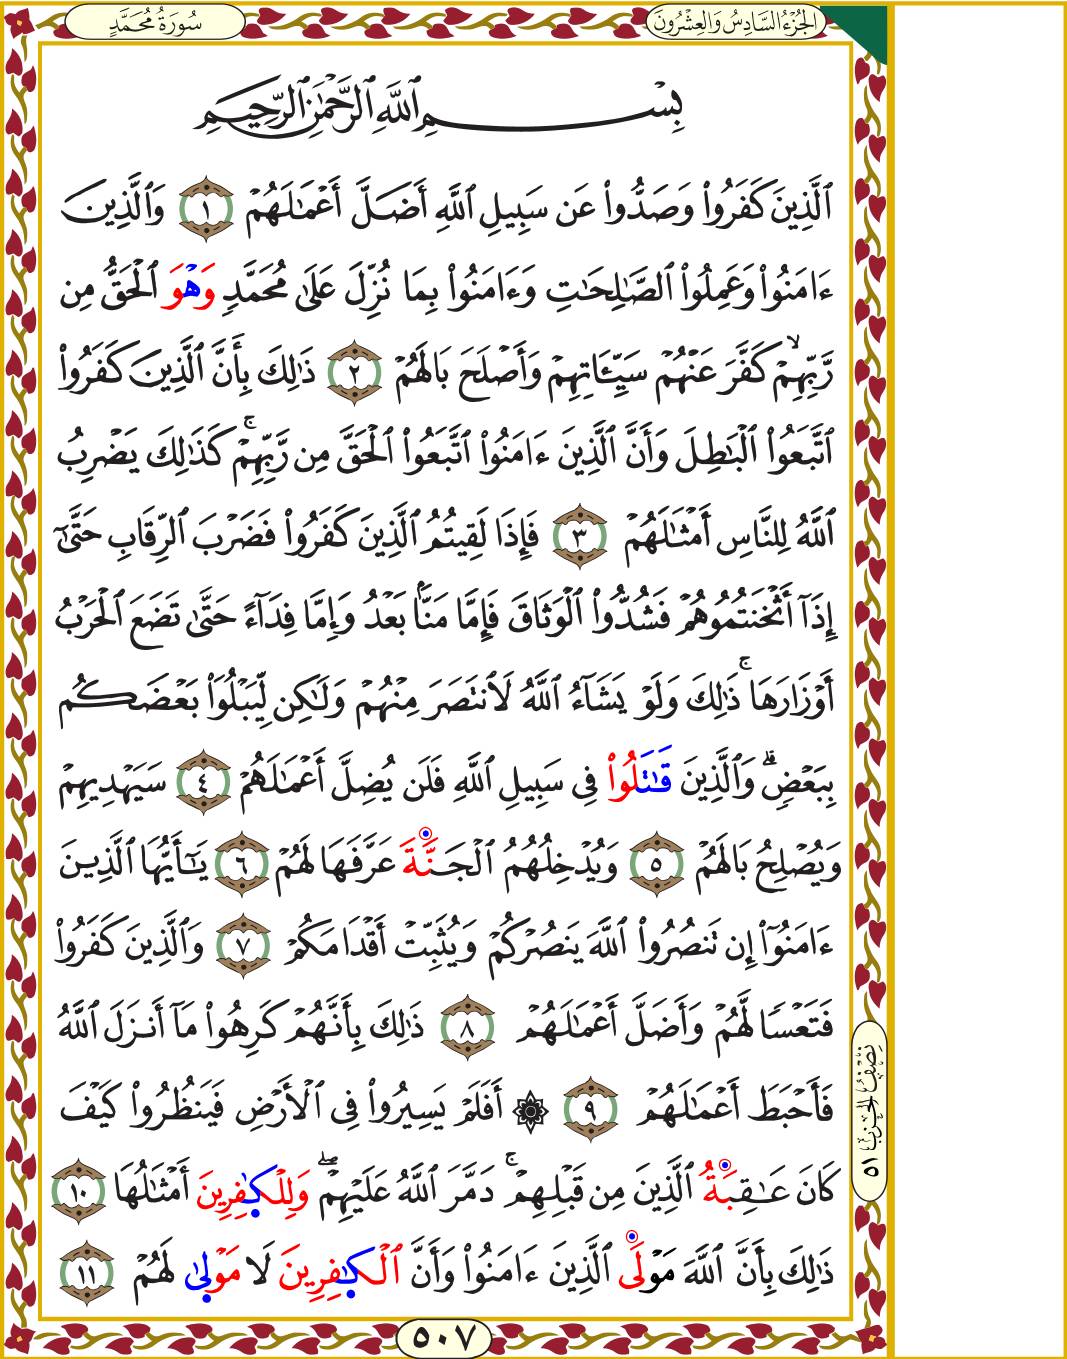 سُورَةُ مُحَمَّدٍ
الجُزْءُ السَّادِسُ وَالعِشْرُونَ
بِسْمِ ٱللَّهِ ٱلرَّحْمَٰنِ ٱلرَّحِيمِ
ٱلَّذِينَ كَفَرُواْ وَصَدُّواْ عَن سَبِيلِ ٱللَّهِ أَضَلَّ أَعْمَٰلَهُمْ ١ وَٱلَّذِينَ
ءَامَنُواْ وَعَمِلُواْ ٱلصَّٰلِحَٰتِ وَءَامَنُواْ بِمَا نُزِّلَ عَلَىٰ مُحَمَّدٍ وَهْوَ ٱلْحَقُّ مِن
رَّبِّهِمْۙ كَفَّرَ عَنْهُمْ سَيِّـَٔاتِهِمْ وَأَصْلَحَ بَالَهُمْ ٢ ذَٰلِكَ بِأَنَّ ٱلَّذِينَ كَفَرُواْ
ٱتَّبَعُواْ ٱلْبَٰطِلَ وَأَنَّ ٱلَّذِينَ ءَامَنُواْ ٱتَّبَعُواْ ٱلْحَقَّ مِن رَّبِّهِمْۚ كَذَٰلِكَ يَضْرِبُ
ٱللَّهُ لِلنَّاسِ أَمْثَٰلَهُمْ ٣ فَإِذَا لَقِيتُمُ ٱلَّذِينَ كَفَرُواْ فَضَرْبَ ٱلرِّقَابِ حَتَّىٰٓ
إِذَآ أَثْخَنتُمُوهُمْ فَشُدُّواْ ٱلْوَثَاقَ فَإِمَّا مَنَّۢا بَعْدُ وَإِمَّا فِدَآءً حَتَّىٰ تَضَعَ ٱلْحَرْبُ
أَوْزَارَهَاۚ ذَٰلِكَ وَلَوْ يَشَآءُ ٱللَّهُ لَٱنتَصَرَ مِنْهُمْ وَلَٰكِن لِّيَبْلُوَاْ بَعْضَكُم
بِبَعْضٍۗ وَٱلَّذِينَ قَٰتَلُواْ فِى سَبِيلِ ٱللَّهِ فَلَن يُضِلَّ أَعْمَٰلَهُمْ ٤ سَيَهْدِيهِمْ
وَيُصْلِحُ بَالَهُمْ ٥ وَيُدْخِلُهُمُ ٱلْجَنَّةَ عَرَّفَهَا لَهُمْ ٦ يَٰٓأَيُّهَا ٱلَّذِينَ
ءَامَنُوٓاْ إِن تَنصُرُواْ ٱللَّهَ يَنصُرْكُمْ وَيُثَبِّتْ أَقْدَامَكُمْ ٧ وَٱلَّذِينَ كَفَرُواْ
فَتَعْسًا لَّهُمْ وَأَضَلَّ أَعْمَٰلَهُمْ ٨ ذَٰلِكَ بِأَنَّهُمْ كَرِهُواْ مَآ أَنزَلَ ٱللَّهُ
فَأَحْبَطَ أَعْمَٰلَهُمْ ٩ ۞ أَفَلَمْ يَسِيرُواْ فِى ٱلْأَرْضِ فَيَنظُرُواْ كَيْفَ
كَانَ عَٰقِبَةُ ٱلَّذِينَ مِن قَبْلِهِمْۚ دَمَّرَ ٱللَّهُ عَلَيْهِمْۖ وَلِلْكَٰفِرِينَ أَمْثَٰلُهَا ١٠
ذَٰلِكَ بِأَنَّ ٱللَّهَ مَوْلَى ٱلَّذِينَ ءَامَنُواْ وَأَنَّ ٱلْكَٰفِرِينَ لَا مَوْلَىٰ لَهُمْ ١١
نِصْفُ الحِزْبِ ٥١
٥٠٧